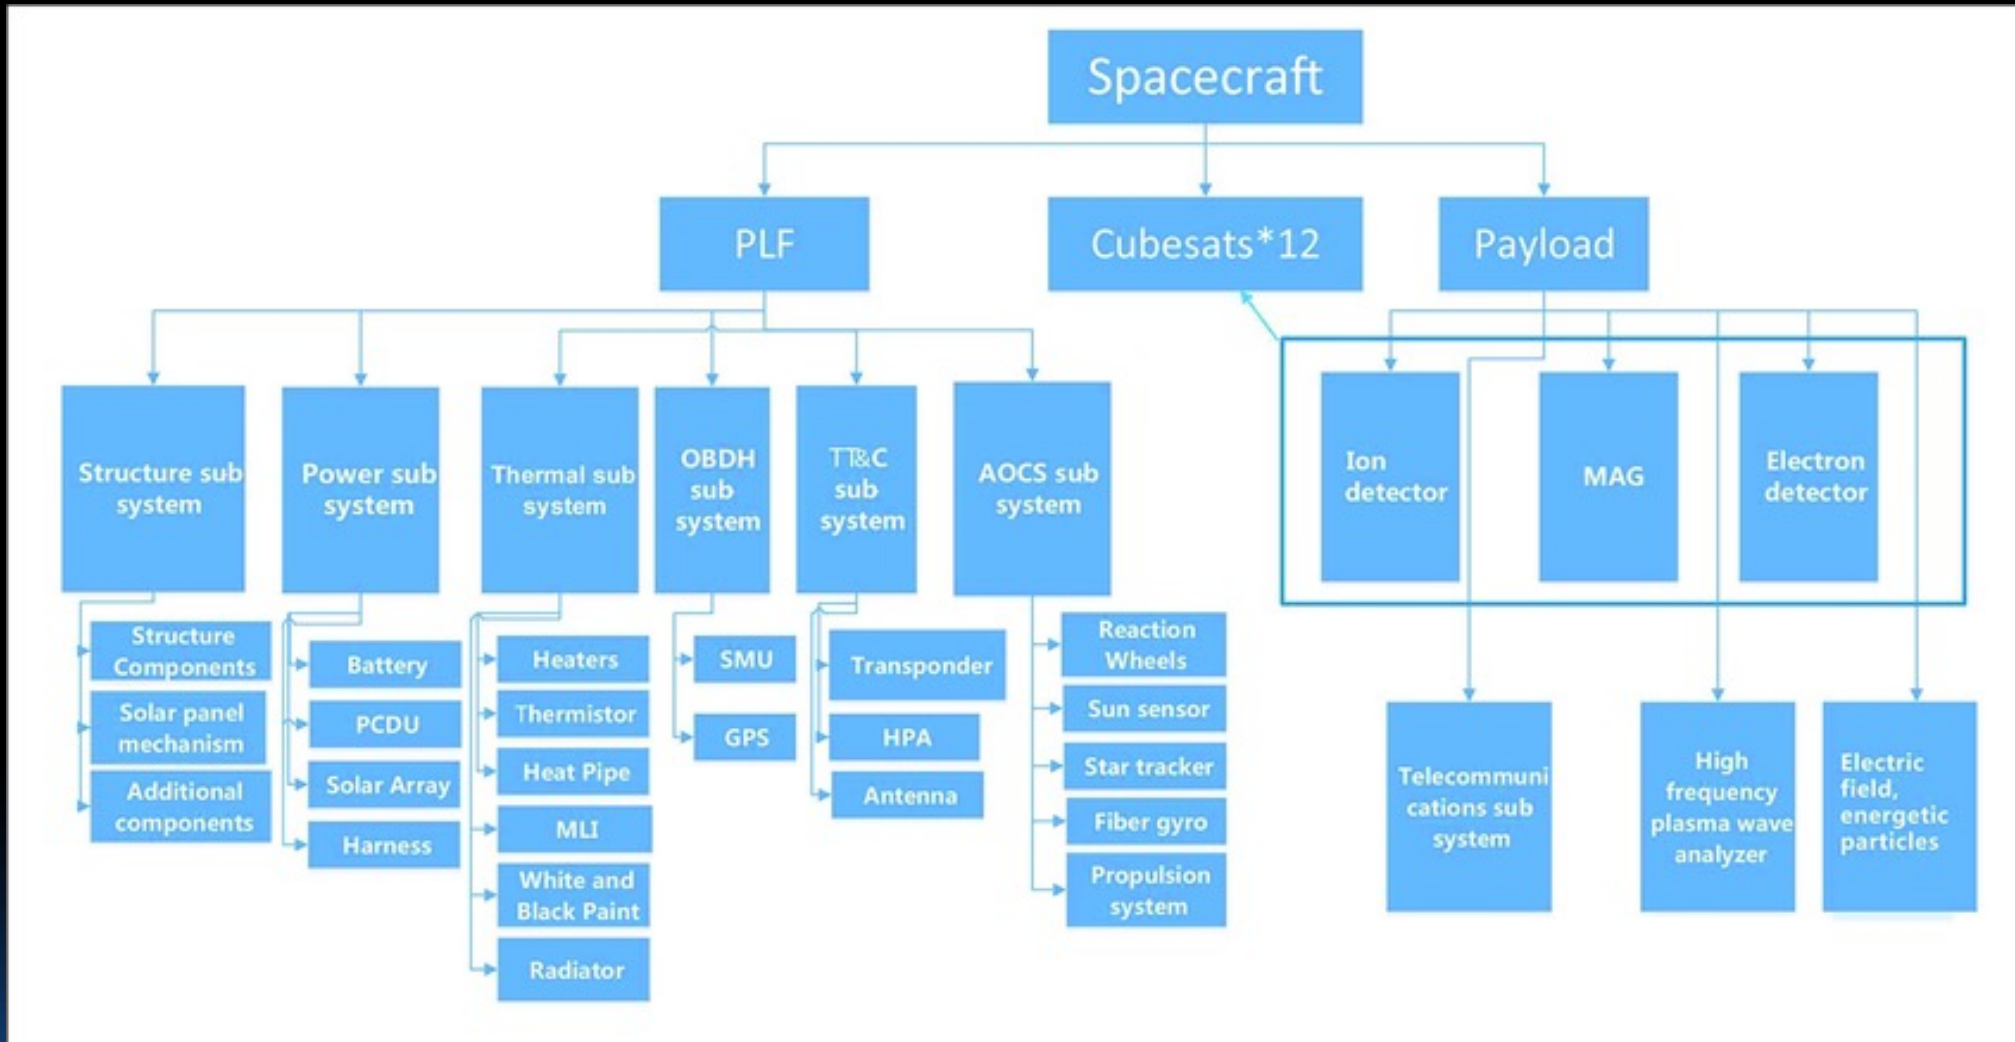 Spacecraft
PLF
Cubesats*12
Payload
Structure sub
system
Power sub
system
Thermal sub
system
OBDH
sub
system
TT&C
sub
system
AOCS sub
system
Ion
detector
MAG
Electron
detector
Structure
Components
Solar panel
mechanism
Additional
components
Battery
PCDU
Solar Array
Harness
Heaters
Thermistor
Heat Pipe
MLI
White and
Black Paint
Radiator
SMU
GPS
Transponder
HPA
Antenna
Reaction
Wheels
Sun sensor
Star tracker
Fiber gyro
Propulsion
system
Telecommuni
cations sub
system
High
frequency
plasma wave
analyzer
Electric
field,
energetic
particles